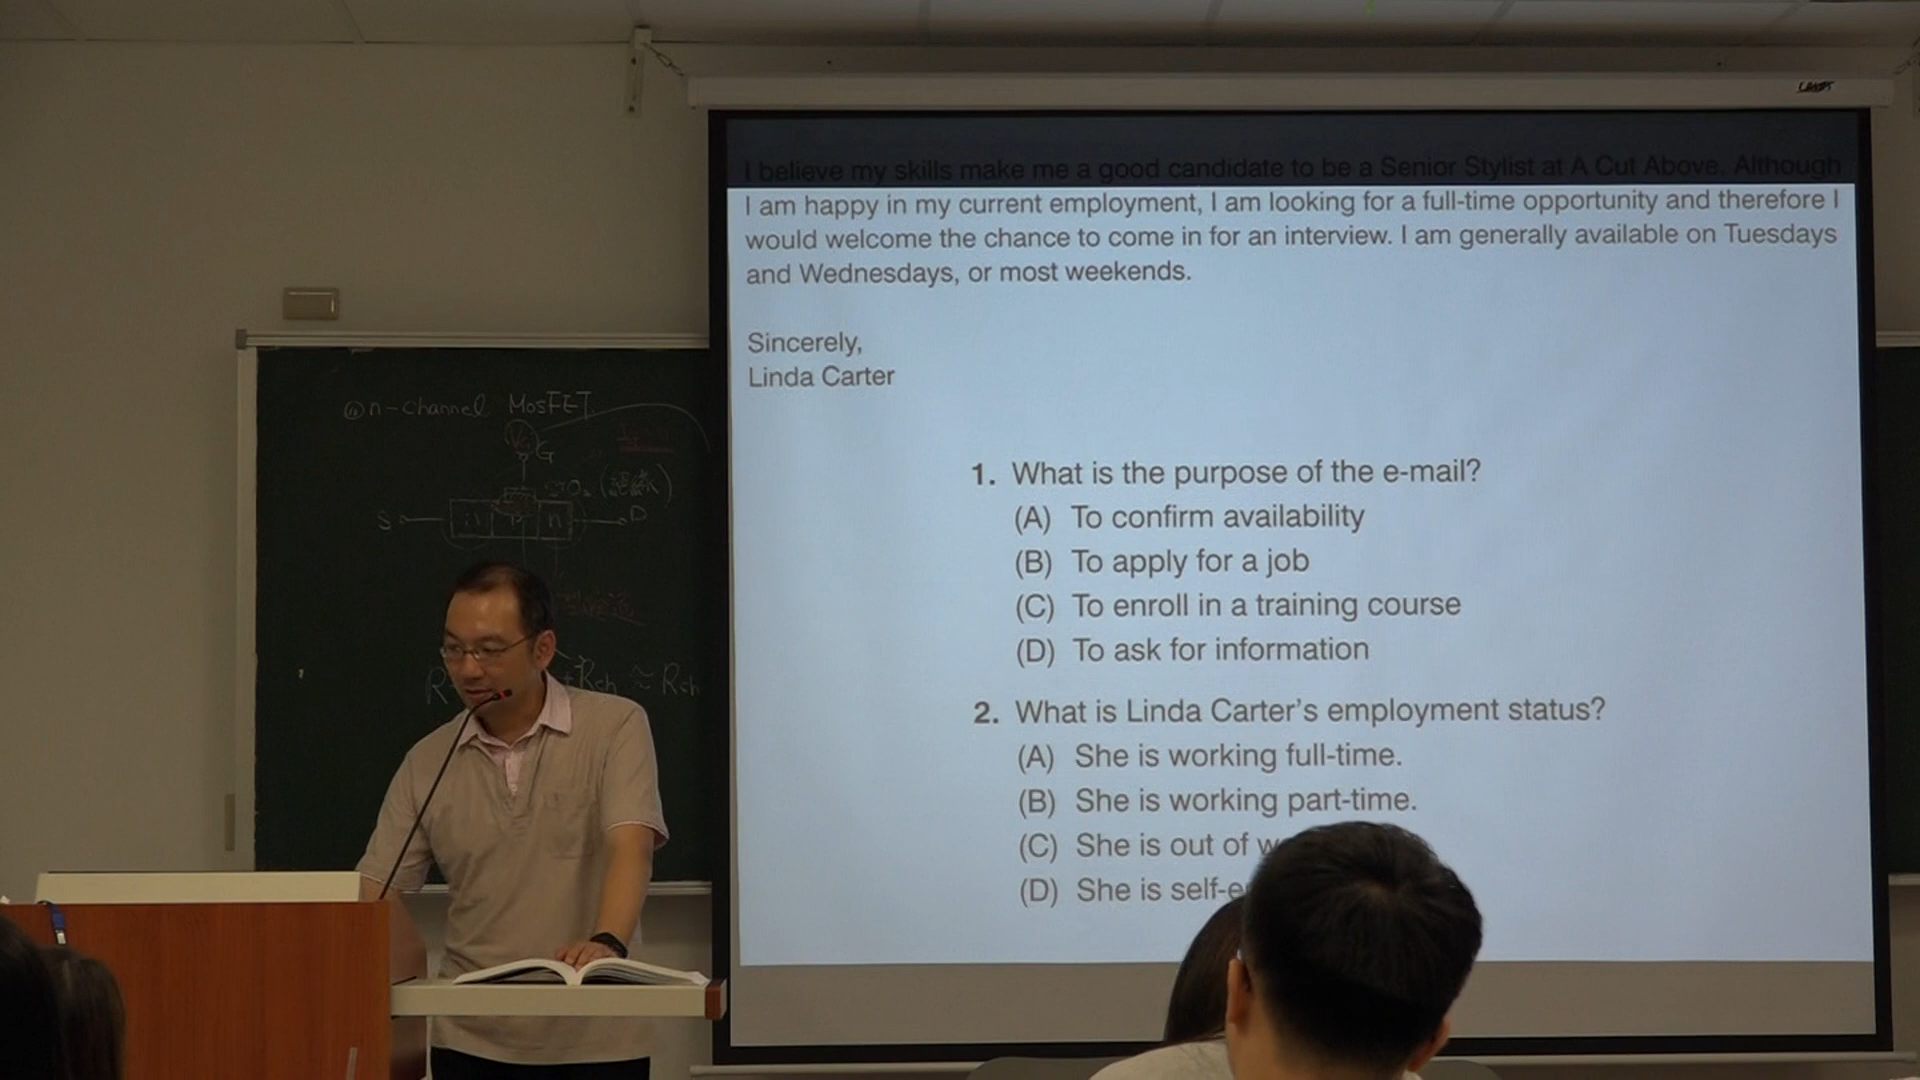 I believe my skills make me a good candidate to be a Senior Stylist at A Cut Above. Although
I am happy in my current employment, I am looking for a full-time opportunity and therefore I
would welcome the chance to come in for an interview. I am generally available on Tuesdays
and Wednesdays, or most weekends.
Sincerely,
Linda Carter
1. What is the purpose of the e-mail?
(A) To confirm availability
(B) To apply for a job
(C) To enroll in a training course
(D) To ask for information
2. What is Linda Carter's employment status?
(A) She is working full-time.
(B) She is working part-time.
(C) She is out of
(D) She is self-
n-channel MosFET
G
S
n
D
Rch ≈ Rch